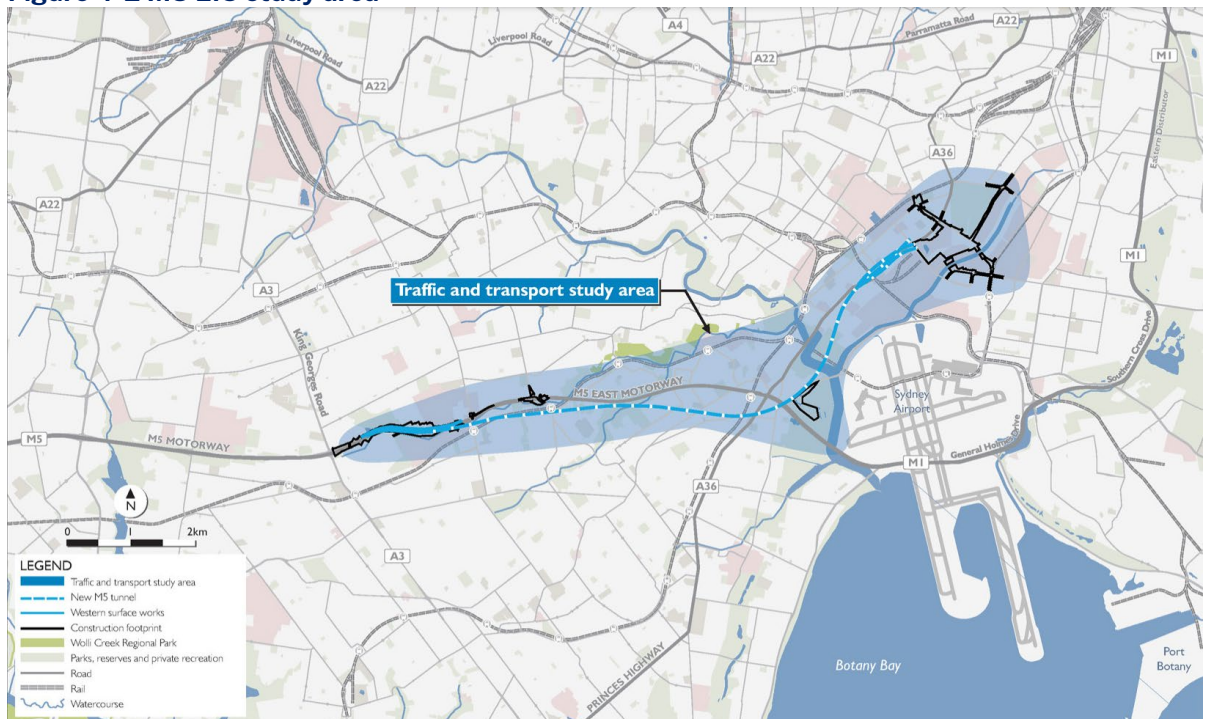 Figure
M5 EIS study area
Liverpool Road
A22
Liverpool Road
A4
A22
Parramatta Road
A22
M1
Eastern Distributor
A36
A22
A3
King Georges Road
Traffic and transport study area
M1
Southern Cross Drive
M5 EAST MOTORWAY
Sydney
Airport
General Holmes Drive
M5
M5 MOTORWAY
M1
A36
N
0 1 2km
A3
PRINCES HIGHWAY
Botany Bay
Port
Botany
LEGEND
Traffic and transport study area
New M5 tunnel
Western surface works
Construction footprint
Wolli Creek Regional Park
Parks, reserves and private recreation
Road
Rail
Watercourse